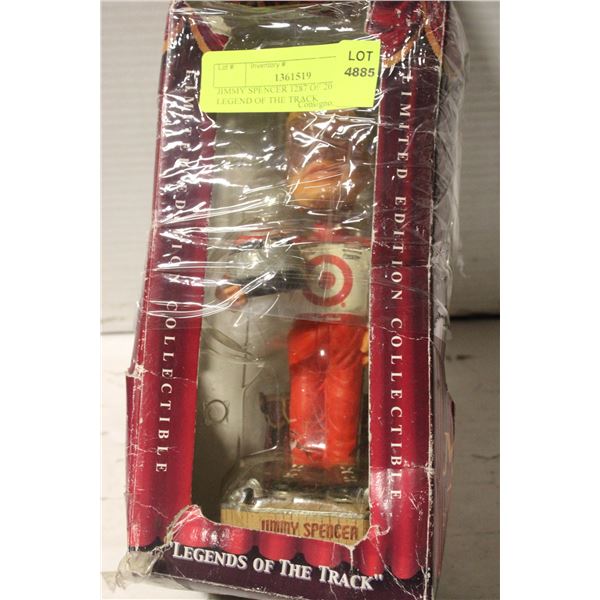 Lot # Inventory #
1361519
LOT
4885
JIMMY SPENCER 1287 OF 20
LEGEND OF THE TRACK
Consigno
LIMITED EDITION COLLECTIBLE
LIMITED EDITION COLLECTIBLE
JIMMY SPENCER
"LEGENDS OF THE TRACK"